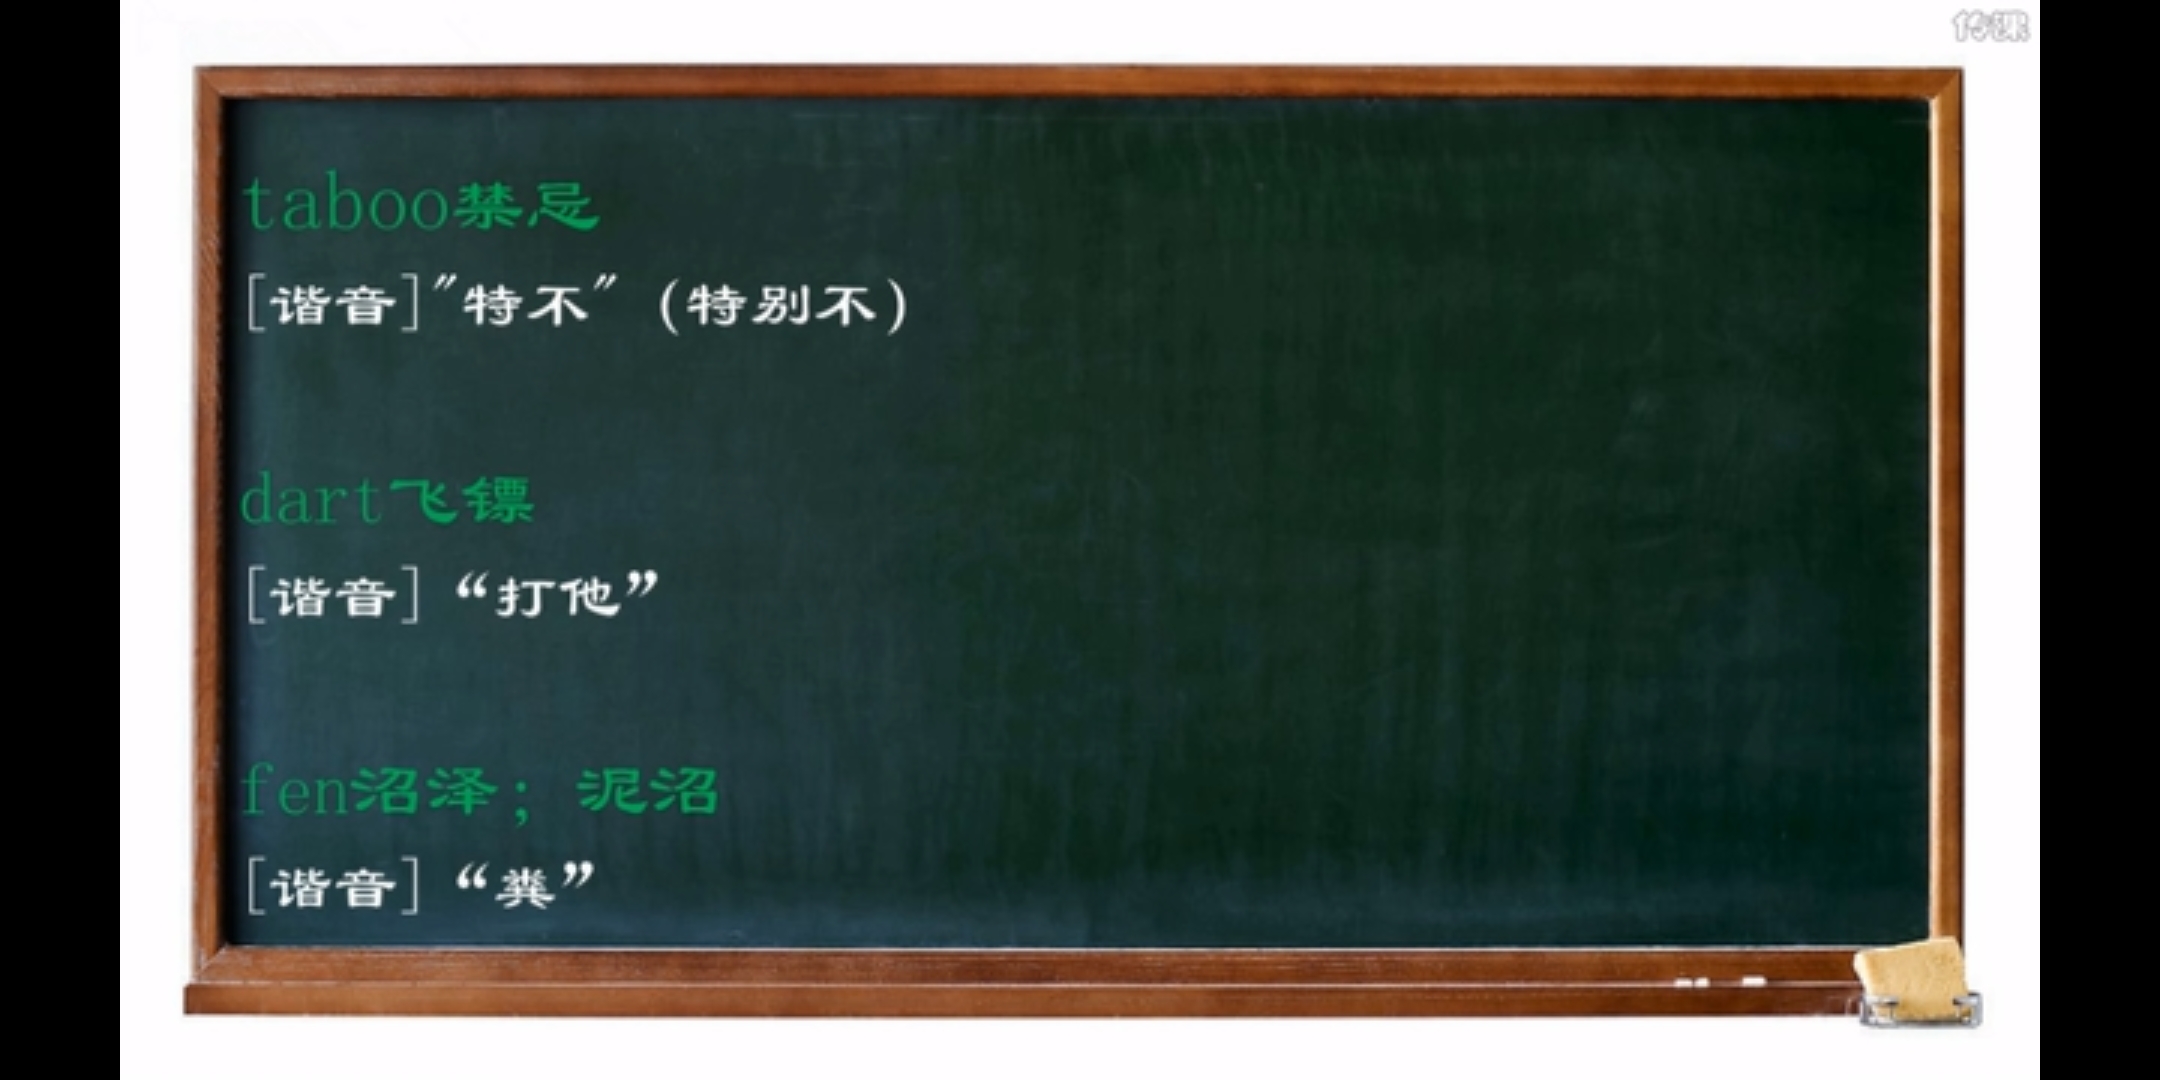 传课
taboo禁忌
[谐音]"特不" (特别不)
dart飞镖
[谐音] “打他”
fen沼泽; 泥沼
[谐音] “粪”